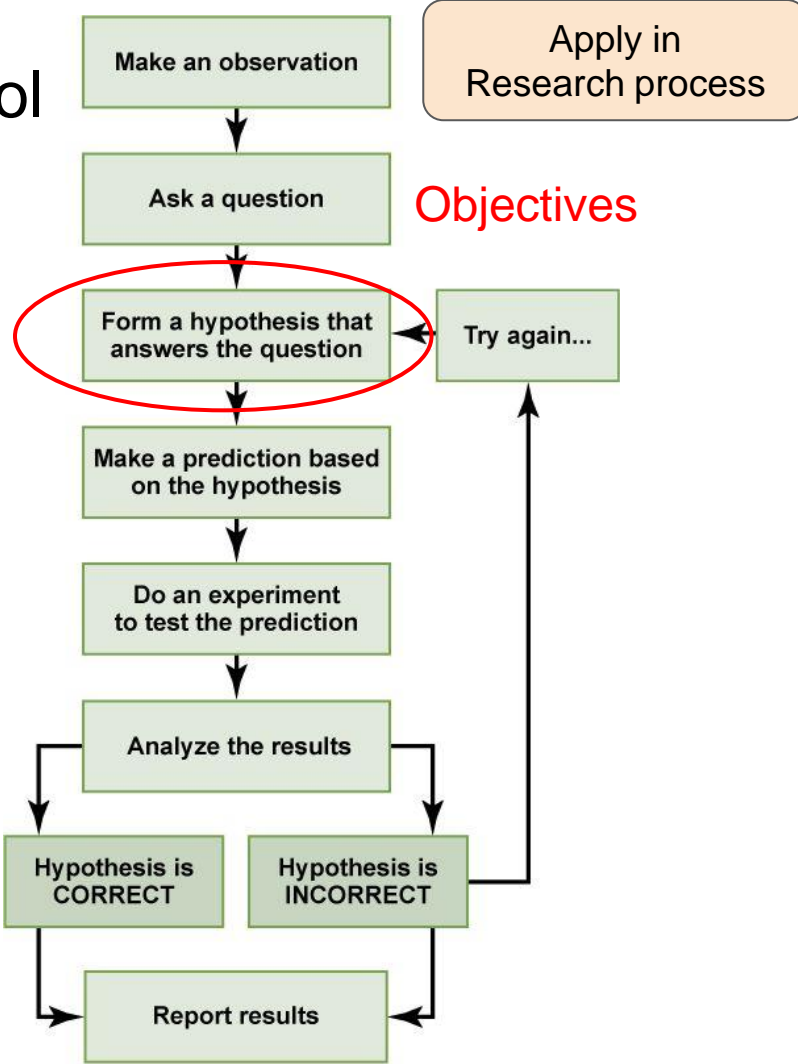 ol
Apply in
Research process
Make an observation
Ask a question
Objectives
Form a hypothesis that
answers the question
Try again...
Make a prediction based
on the hypothesis
Do an experiment
to test the prediction
Analyze the results
Hypothesis is
CORRECT
Hypothesis is
INCORRECT
Report results